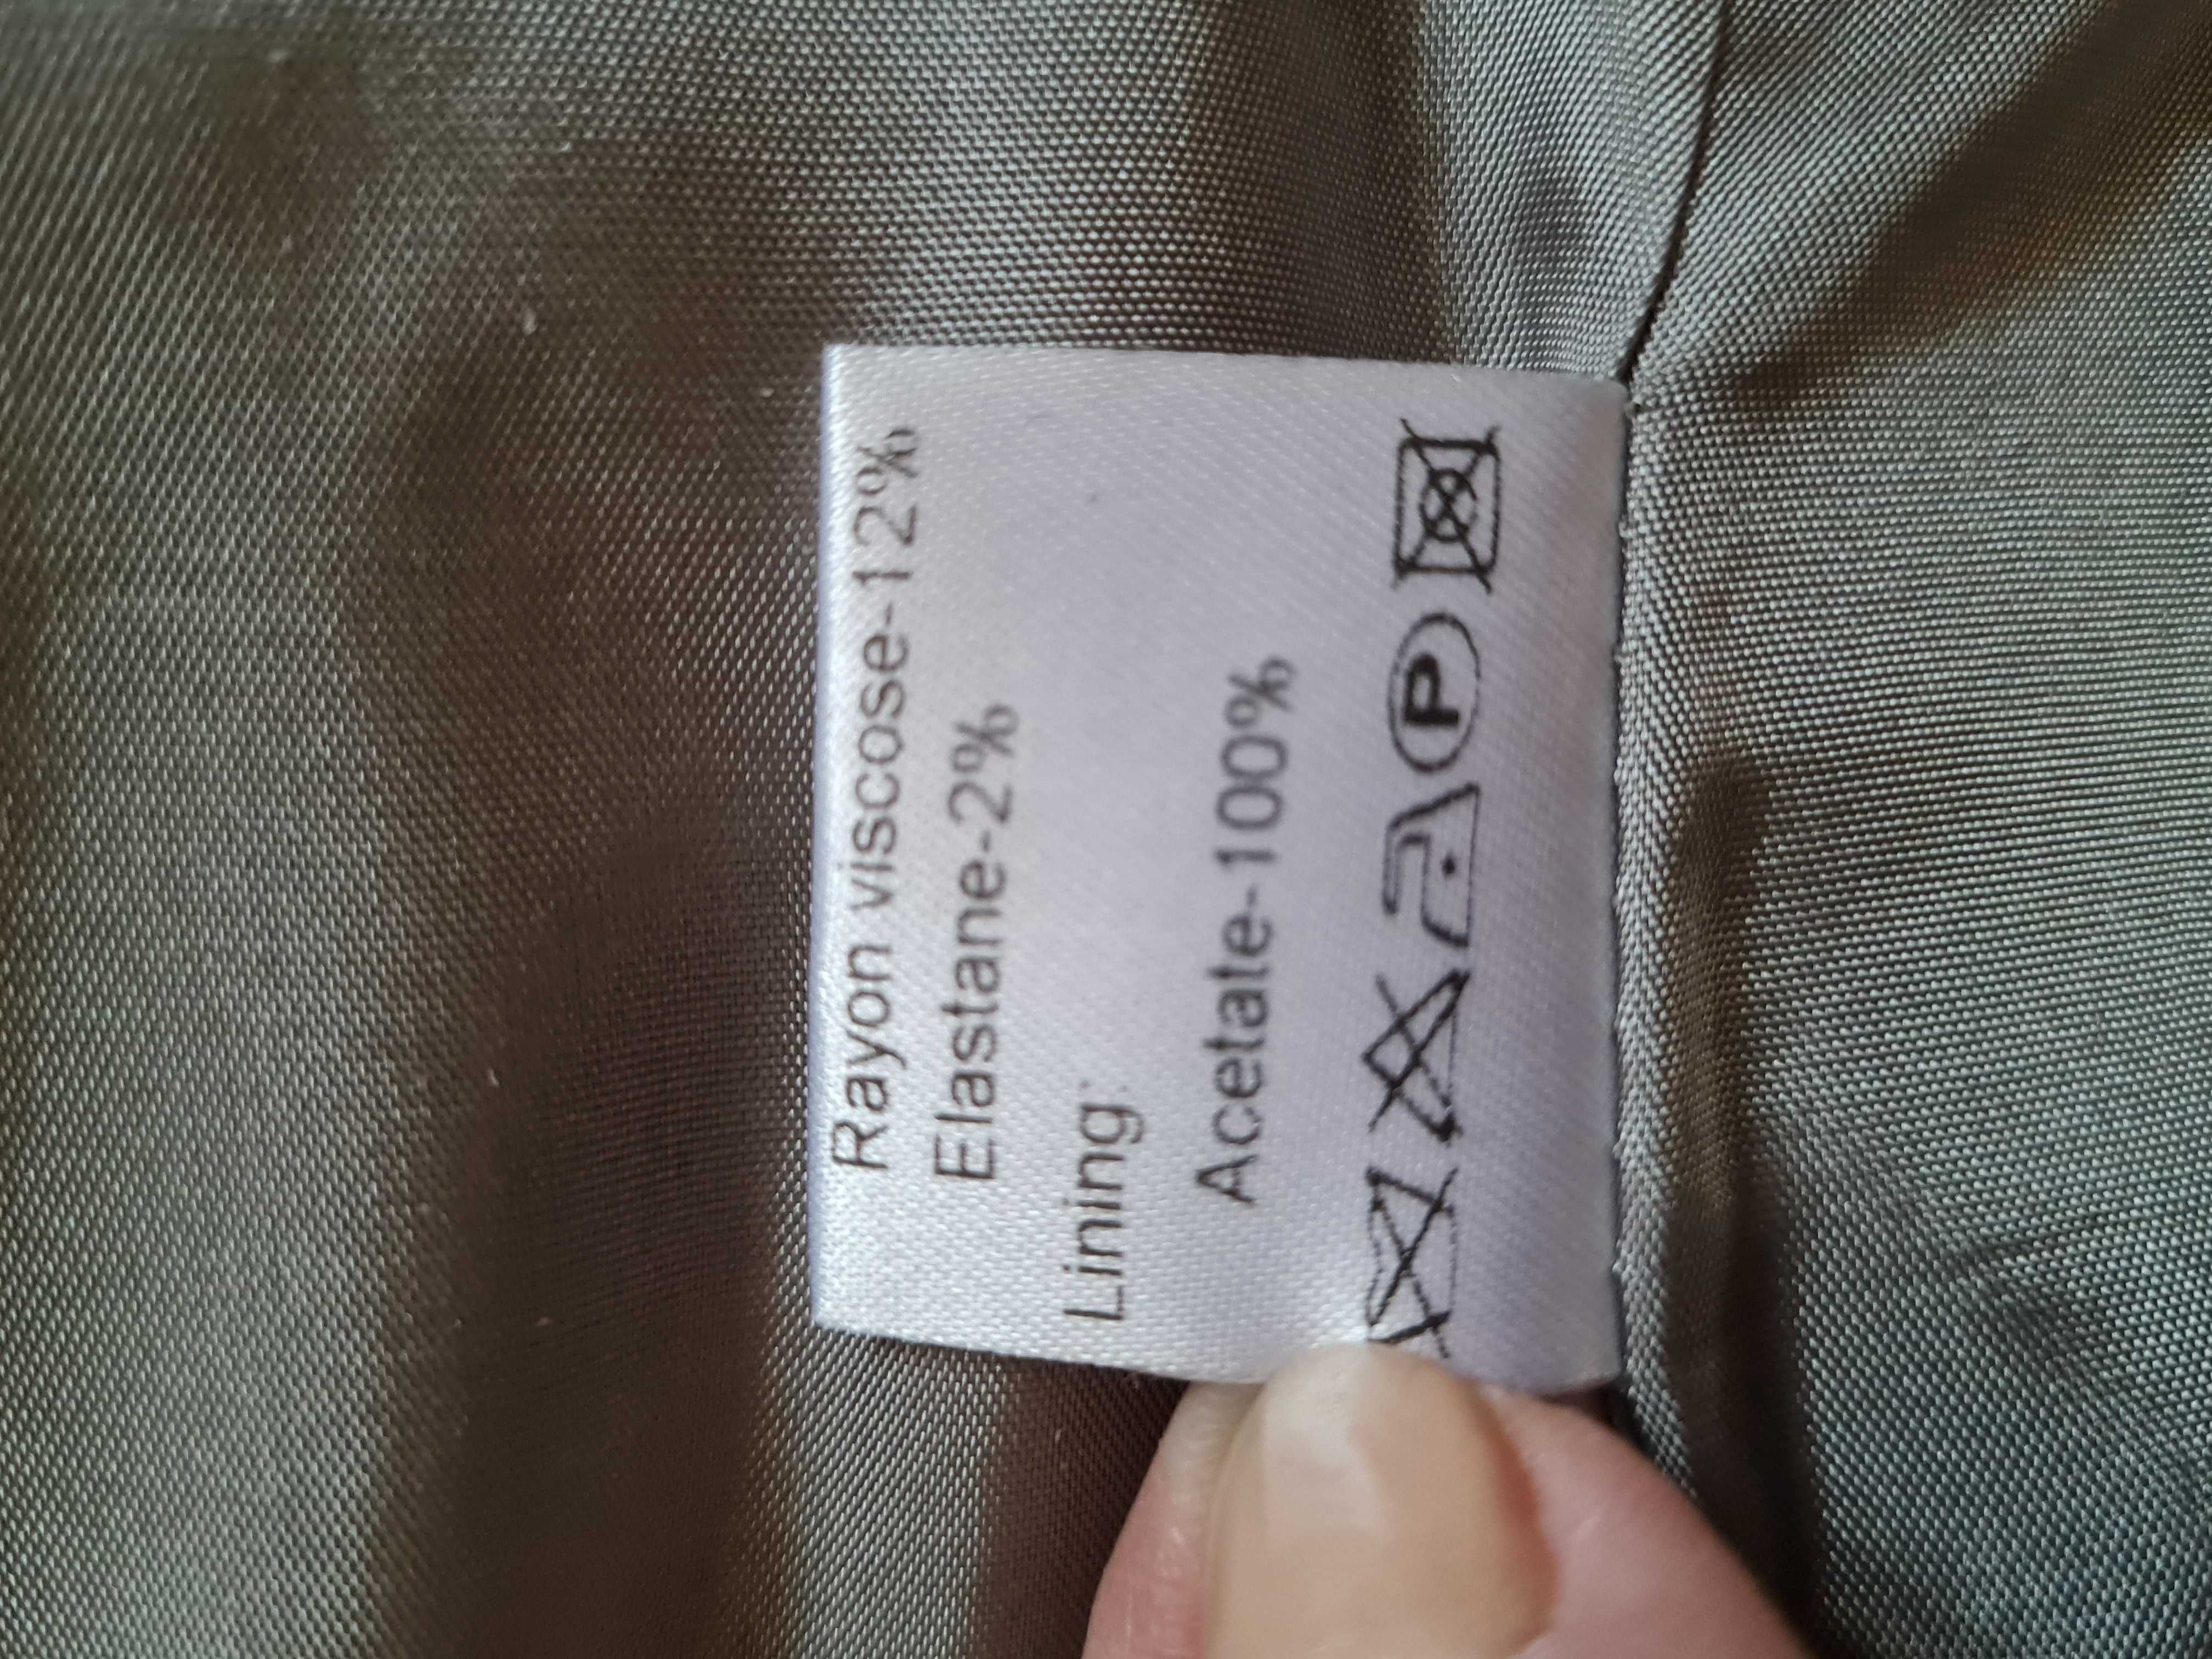 Rayon viscose-12%
Elastane-2%
Lining:
Acetate-100%
P